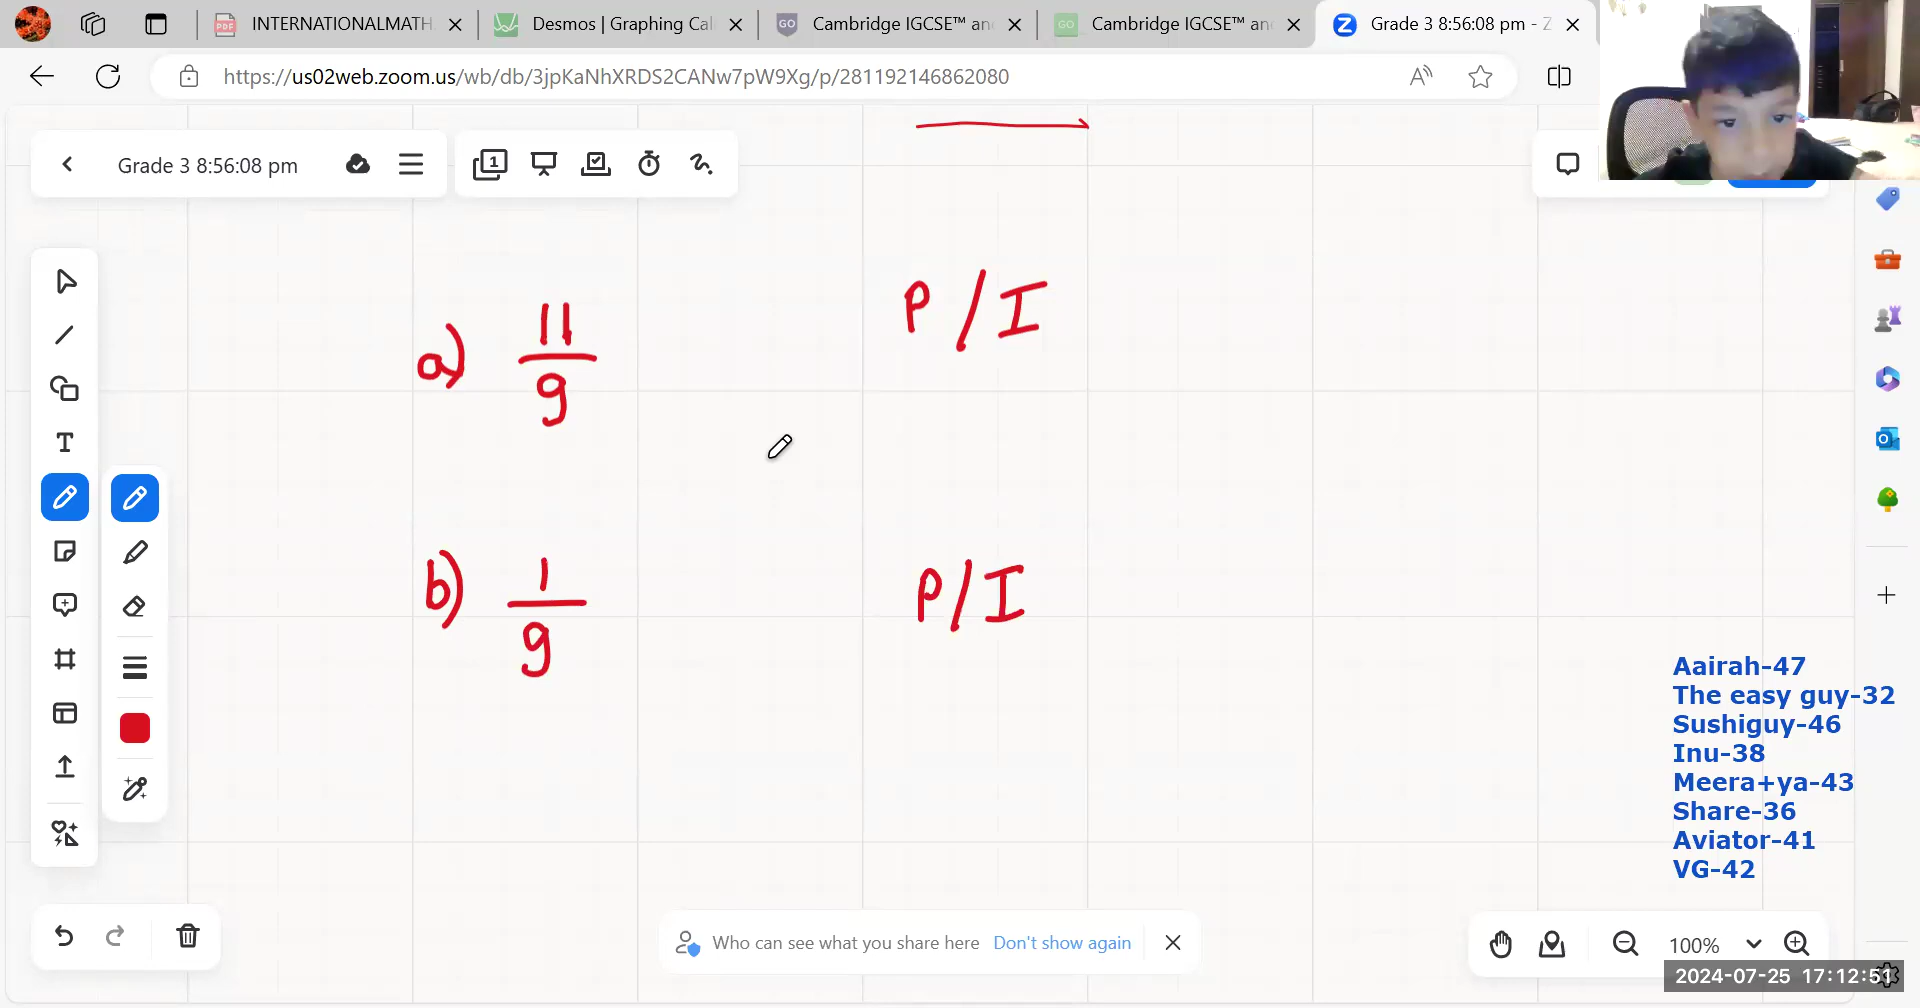 INTERNATIONALMATH
Desmos | Graphing Cal
Cambridge IGCSE™ an
Cambridge IGCSE™ an
Grade 3 8:56:08 pm - Z
https://us02web.zoom.us/wb/db/3jpKaNhXRDS2CANw7pW9Xg/p/281192146862080
Grade 3 8:56:08 pm
1
a) 11/9 P/I
b) 1/9 P/I
Aairah-47
The easy guy-32
Sushiguy-46
Inu-38
Meera+ya-43
Share-36
Aviator-41
VG-42
Who can see what you share here Don't show again
100%
2024-07-25 17:12:51